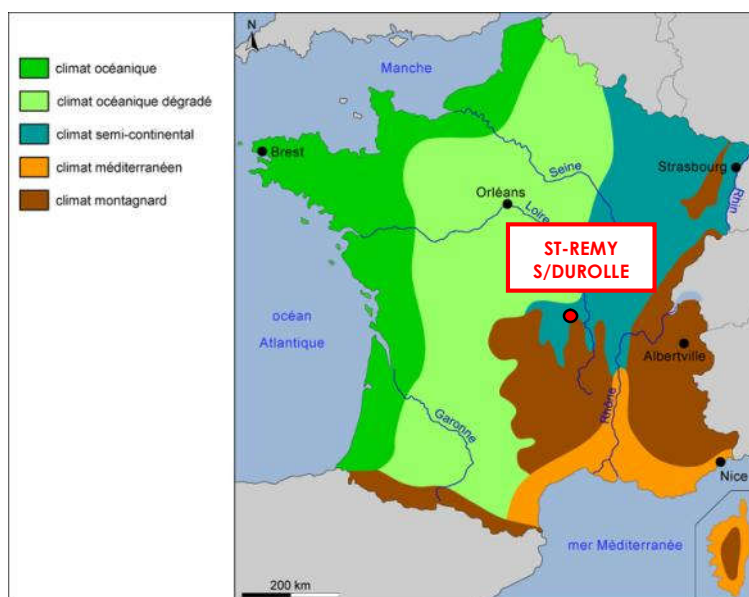 climat océanique
climat océanique dégradé
climat semi-continental
climat méditerranéen
climat montagnard
N
Manche
Brest
Seine
Strasbourg
Rhin
Orléans
Loire
ST-REMY
S/DUROLLE
océan
Atlantique
Albertville
Garonne
Rhône
Nice
mer Méditerranée
200 km